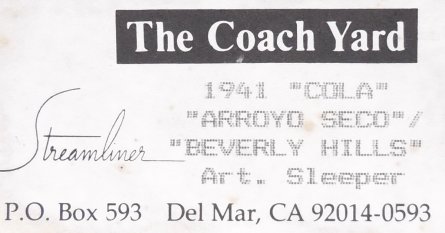 The Coach Yard
1941 "COLA"
"ARROYO SECO"/
Streamliner "BEVERLY HILLS"
Art. Sleeper
P.O. Box 593 Del Mar, CA 92014-0593